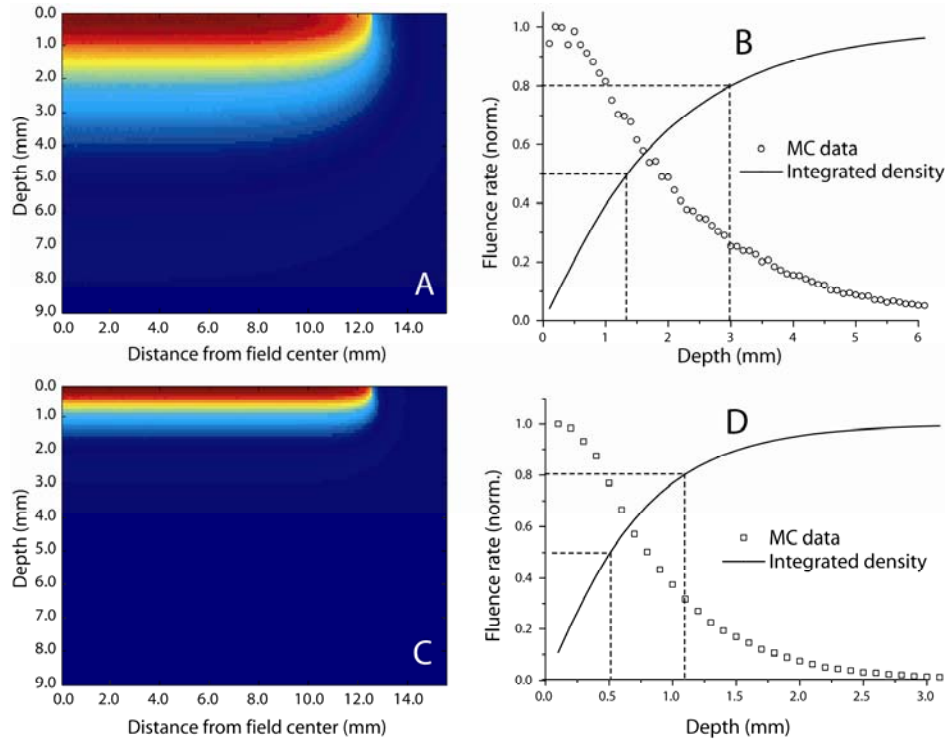 0.0
1.0
2.0
3.0
4.0
5.0
6.0
7.0
8.0
9.0
Depth (mm)
A
0.0 2.0 4.0 6.0 8.0 10.0 12.0 14.0
Distance from field center (mm)
B
1.0
0.8
0.6
0.4
0.2
0.0
Fluence rate (norm.)
MC data
Integrated density
0 1 2 3 4 5 6
Depth (mm)
0.0
1.0
2.0
3.0
4.0
5.0
6.0
7.0
8.0
9.0
Depth (mm)
C
0.0 2.0 4.0 6.0 8.0 10.0 12.0 14.0
Distance from field center (mm)
D
1.0
0.8
0.6
0.4
0.2
0.0
Fluence rate (norm.)
MC data
Integrated density
0.0 0.5 1.0 1.5 2.0 2.5 3.0
Depth (mm)